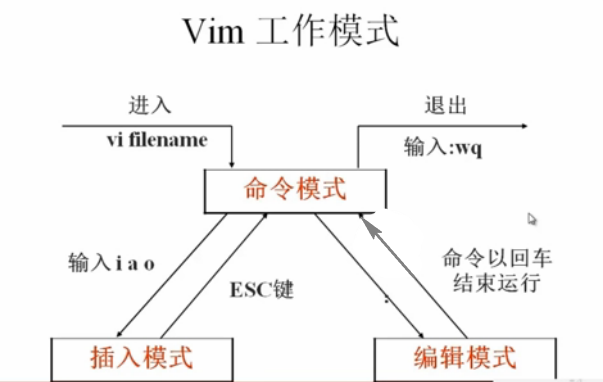 Vim 工作模式
进入
vi filename
退出
输入:wq
命令模式
输入i a o
ESC键
:
命令以回车
结束运行
插入模式
编辑模式